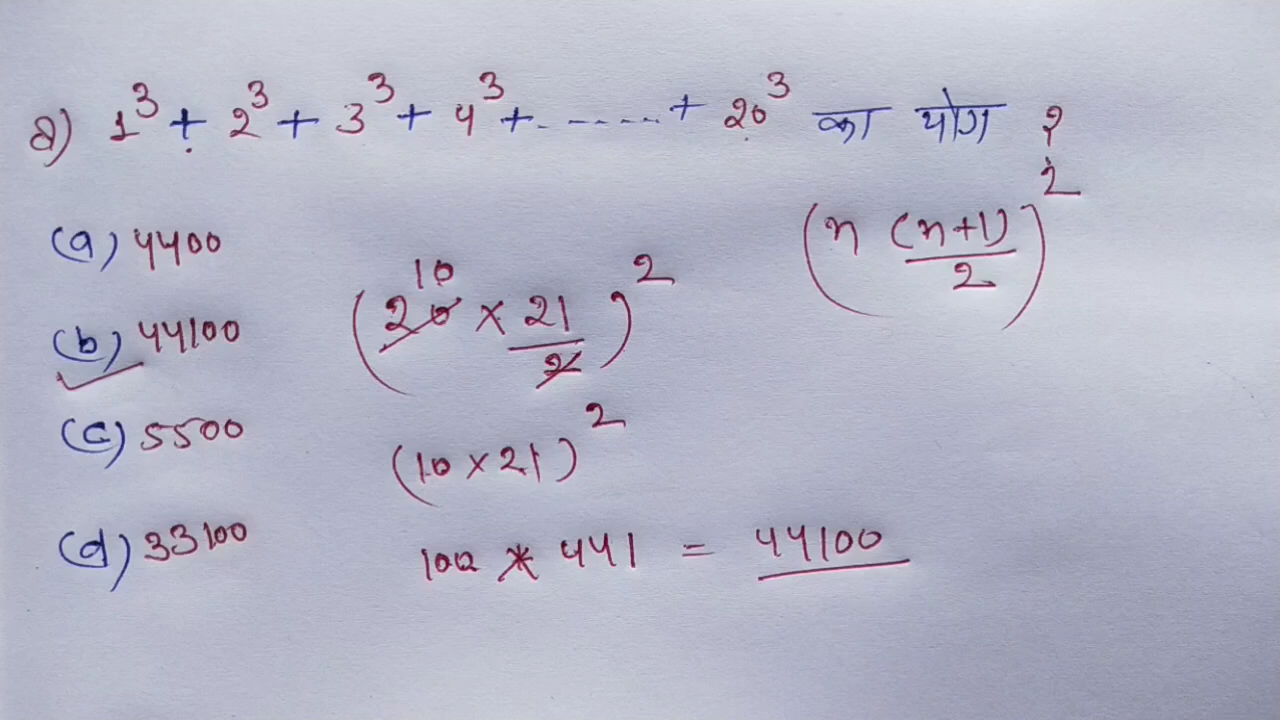 Q) 1³ + 2³ + 3³ + 4³ + - - - - - .. + 20³ का योग ?
(n (n+1)/2)²
(a) 4400
(20 × 21/2)² 10
(b) 44100
(c) 5500
(10 × 21)²
(d) 33100
100 * 441 = 44100